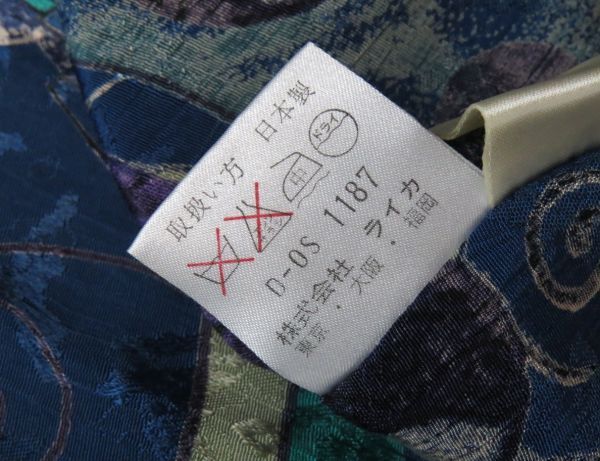 取扱い方 日本製
中 ドライ
D-OS 1187
株式会社 ライカ
東京・大阪・福岡